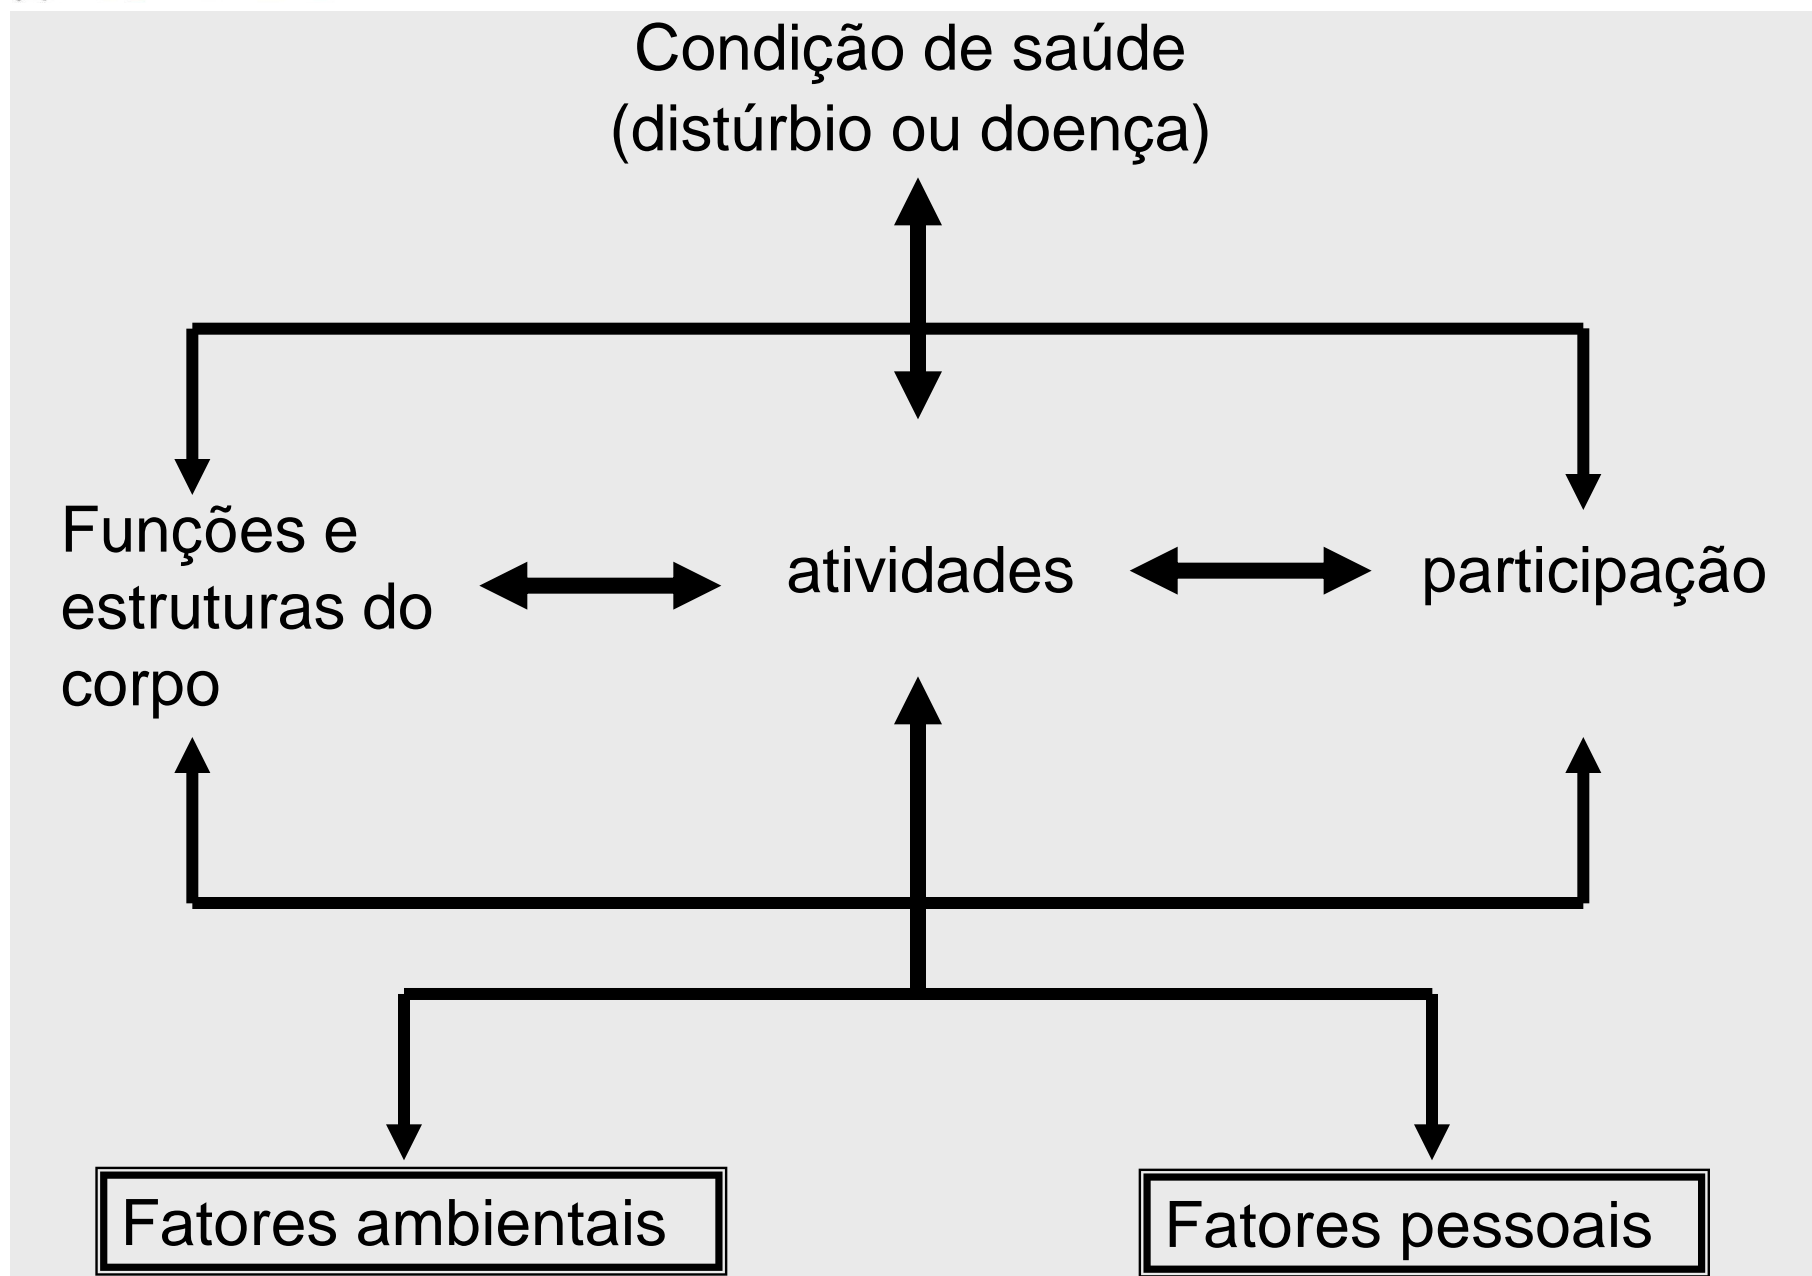 Condição de saúde
(distúrbio ou doença)
Funções e
estruturas do
corpo
atividades
participação
Fatores ambientais
Fatores pessoais